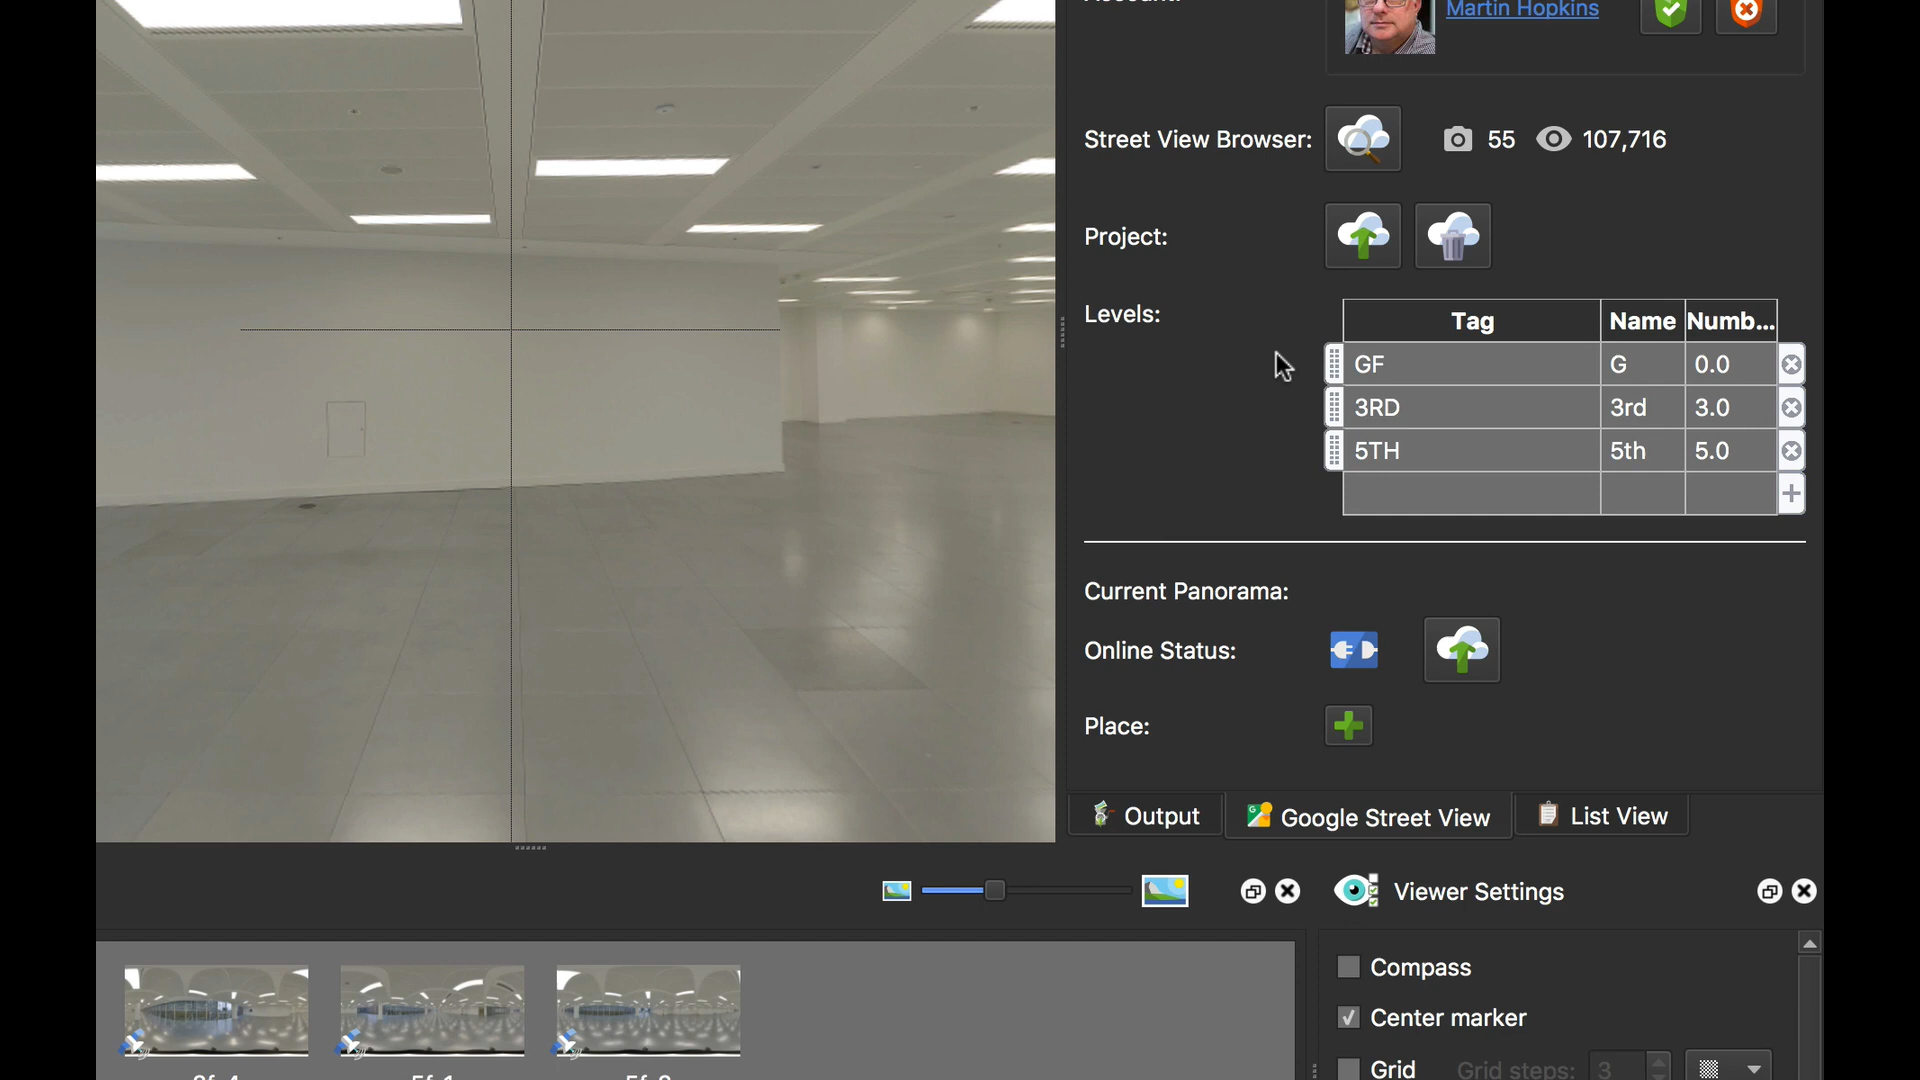 Martin Hopkins
Street View Browser: 55 107,716
Project:
Levels:
Tag Name Numb...
GF G 0.0
3RD 3rd 3.0
5TH 5th 5.0
Current Panorama:
Online Status:
Place:
Output Google Street View List View
Viewer Settings
Compass
Center marker
Grid Grid steps: 3